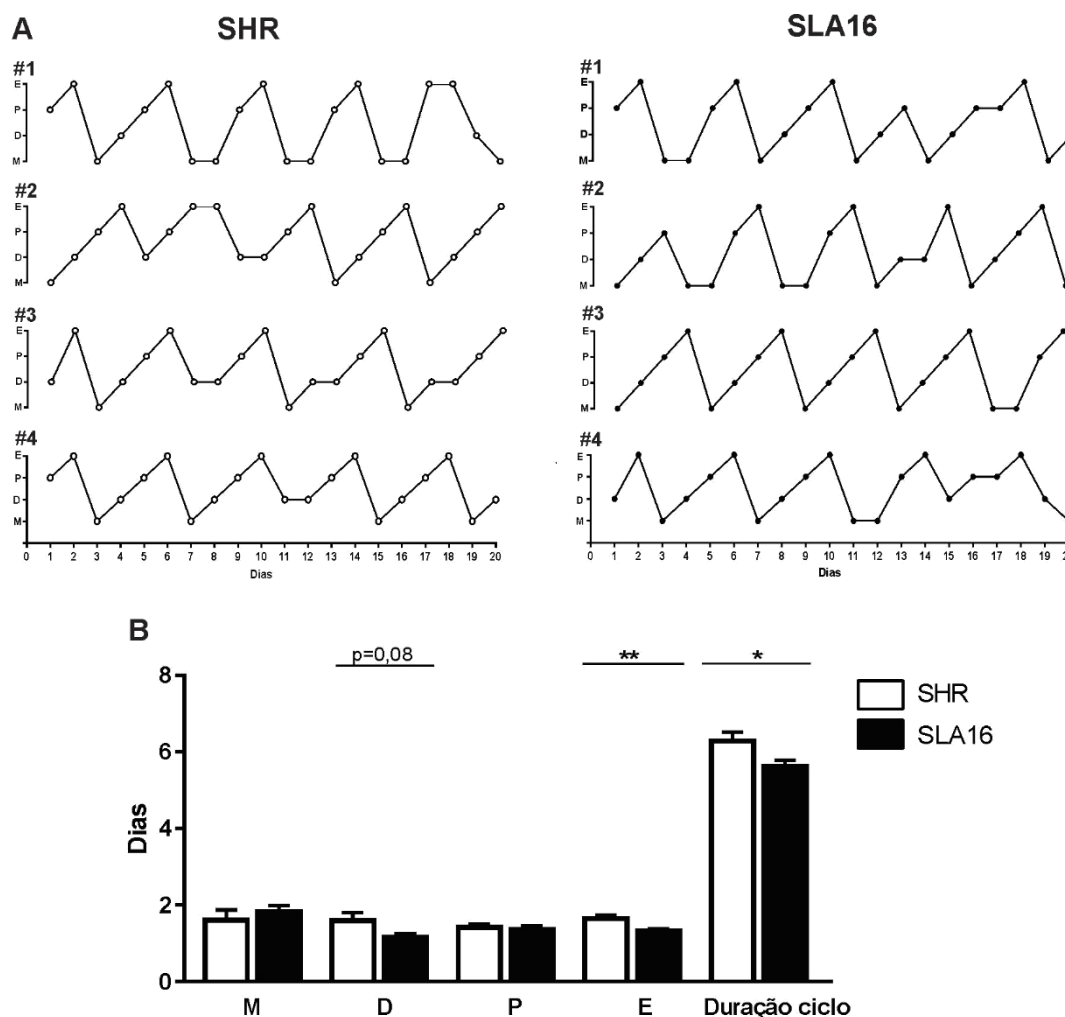 A
SHR
SLA16
#1
E
P
D
M
#2
E
P
D
M
#3
E
P
D
M
#4
E
P
D
M
0 1 2 3 4 5 6 7 8 9 10 11 12 13 14 15 16 17 18 19 20
Dias
#1
E
P
D
M
#2
E
P
D
M
#3
E
P
D
M
#4
E
P
D
M
0 1 2 3 4 5 6 7 8 9 10 11 12 13 14 15 16 17 18 19
Dias
B
p=0,08
**
*
SHR
SLA16
Dias
8
6
4
2
0
M D P E Duração ciclo